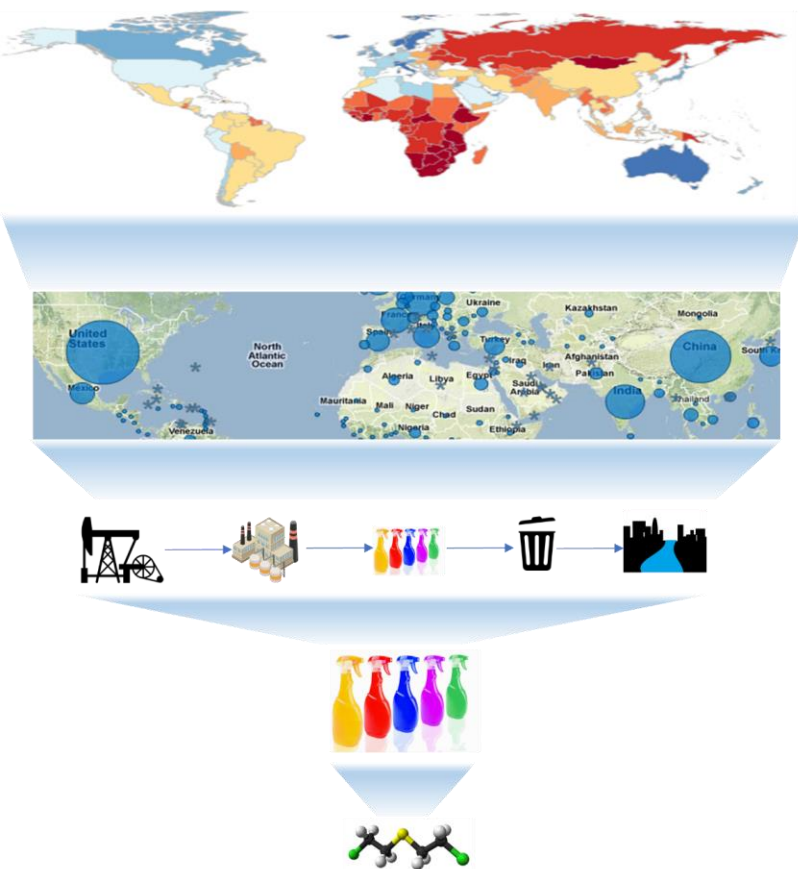 Ukraine
Kazakhstan
Mongolia
France
United
States
Spain
Turkey
China
South
North
Atlantic
Ocean
Iraq
Iran
Afghanistan
Pakistan
Algeria
Libya
Egypt
Saudi
Arabia
India
Mexico
Mauritania
Mali
Niger
Chad
Sudan
Thailand
Venezuela
Nigeria
Ethiopia